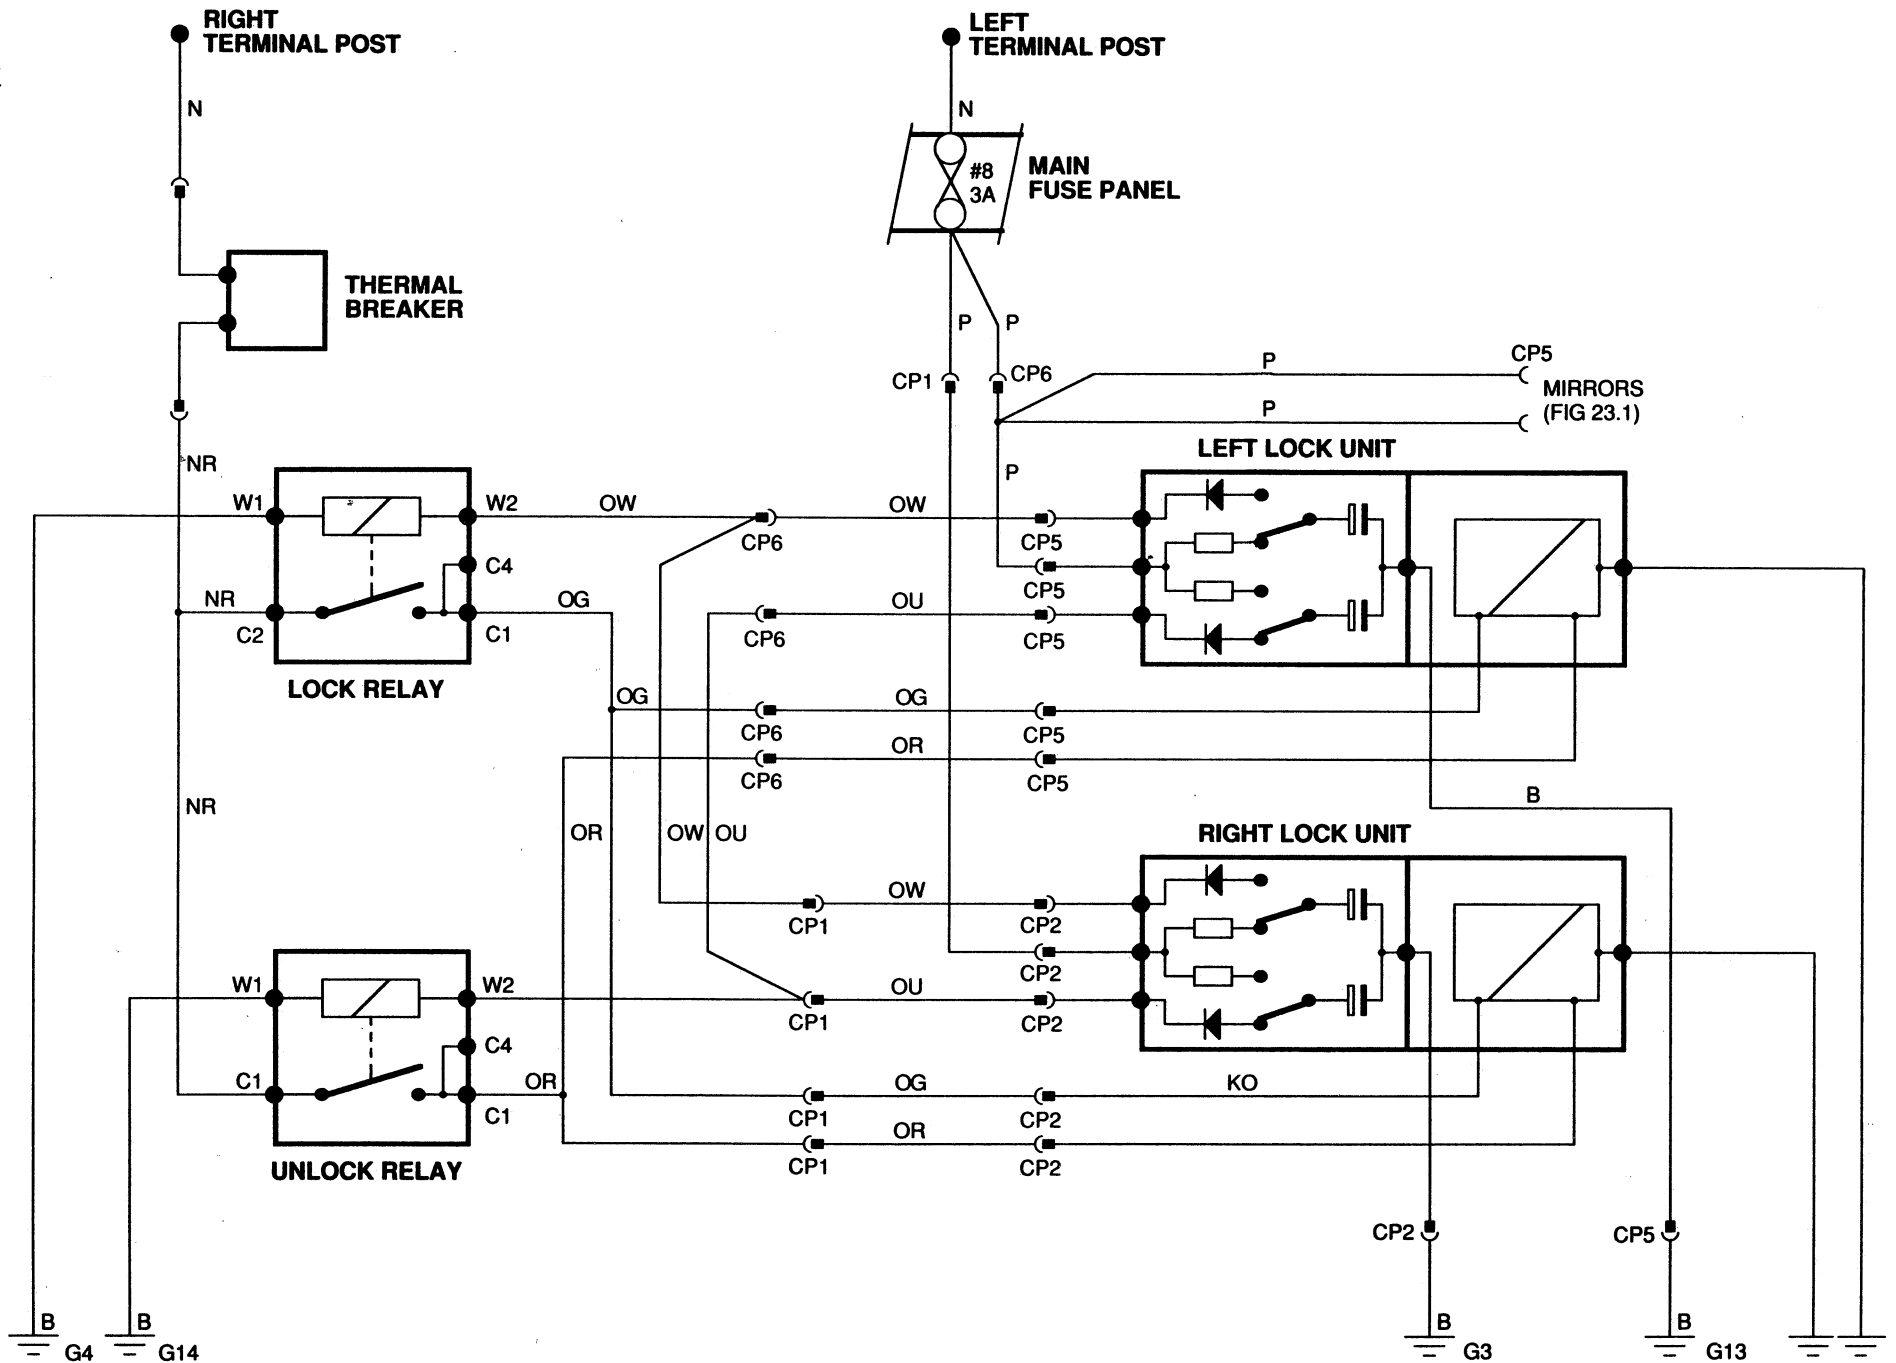 RIGHT
TERMINAL POST
LEFT
TERMINAL POST
N
N
#8
3A
MAIN
FUSE PANEL
THERMAL
BREAKER
P
P
CP1
CP6
P
CP5
MIRRORS
(FIG 23.1)
P
LEFT LOCK UNIT
NR
P
W1
W2
OW
OW
CP6
CP5
C4
CP5
NR
C2
OG
C1
OU
CP6
CP5
LOCK RELAY
OG
OG
CP6
CP5
OR
CP6
CP5
NR
B
OR
OW
OU
RIGHT LOCK UNIT
OW
CP1
CP2
CP2
W1
W2
OU
CP1
CP2
C4
C1
OR
C1
OG
KO
CP1
CP2
OR
CP1
CP2
UNLOCK RELAY
CP2
CP5
B
G4
B
G14
B
G3
B
G13